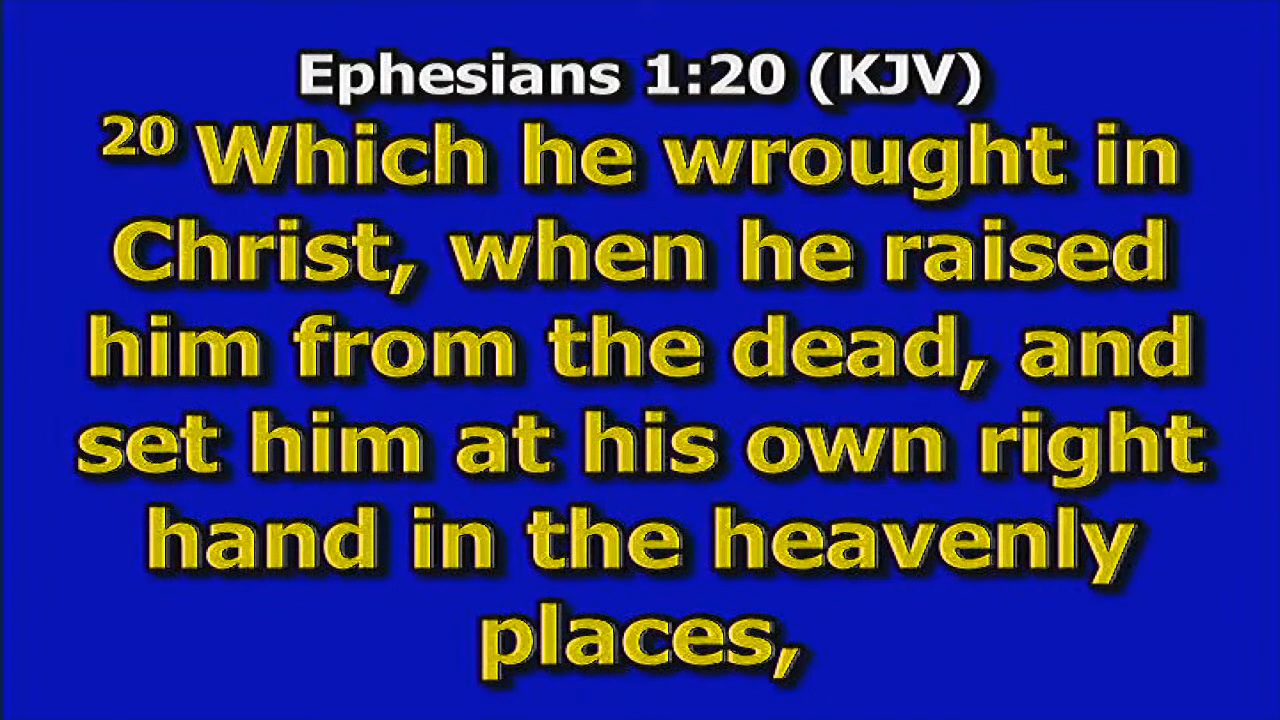 Ephesians 1:20 (KJV)
20 Which he wrought in
Christ, when he raised
him from the dead, and
set him at his own right
hand in the heavenly
places,